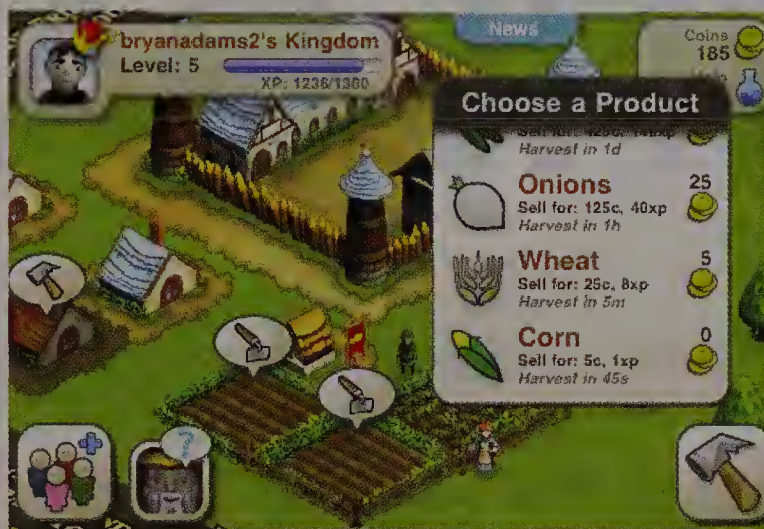 bryanadams2's Kingdom
Level: 5
XP: 1236/1360
News
Coins
185
Choose a Product
Sell for:
Harvest in 1d
Onions
25
Sell for: 125c, 40xp
Harvest in 1h
Wheat
5
Sell for: 25c, 8xp
Harvest in 5m
Corn
0
Sell for: 5c, 1xp
Harvest in 45s